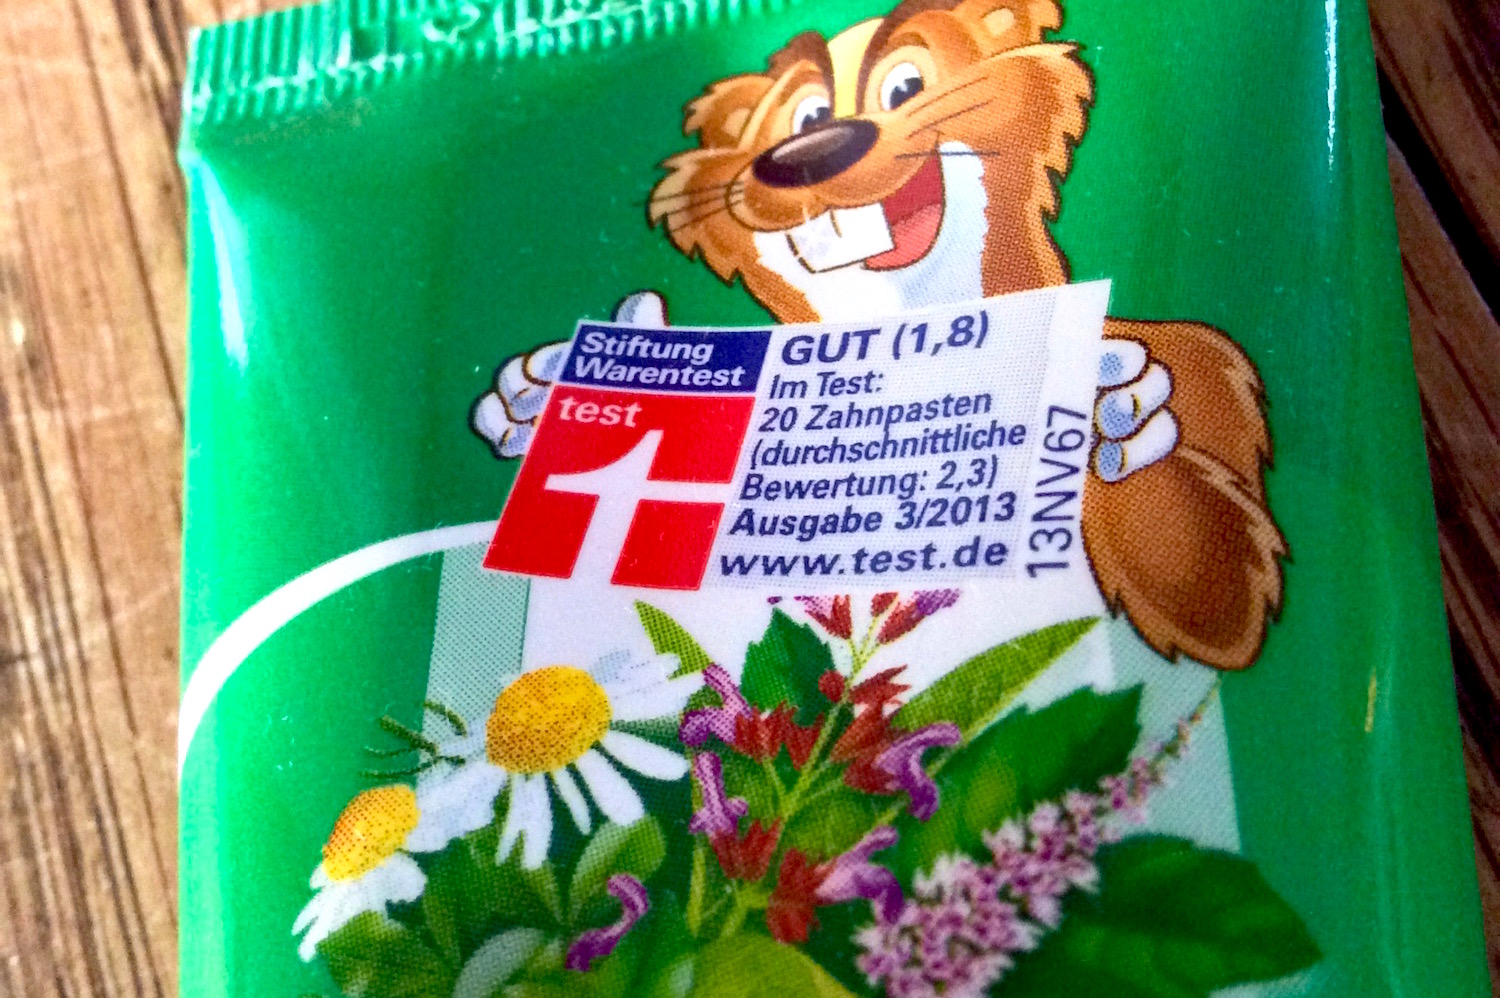 Stiftung
Warentest
test
GUT (1,8)
Im Test:
20 Zahnpasten
(durchschnittliche
Bewertung: 2,3)
Ausgabe 3/2013
www.test.de
13NV67